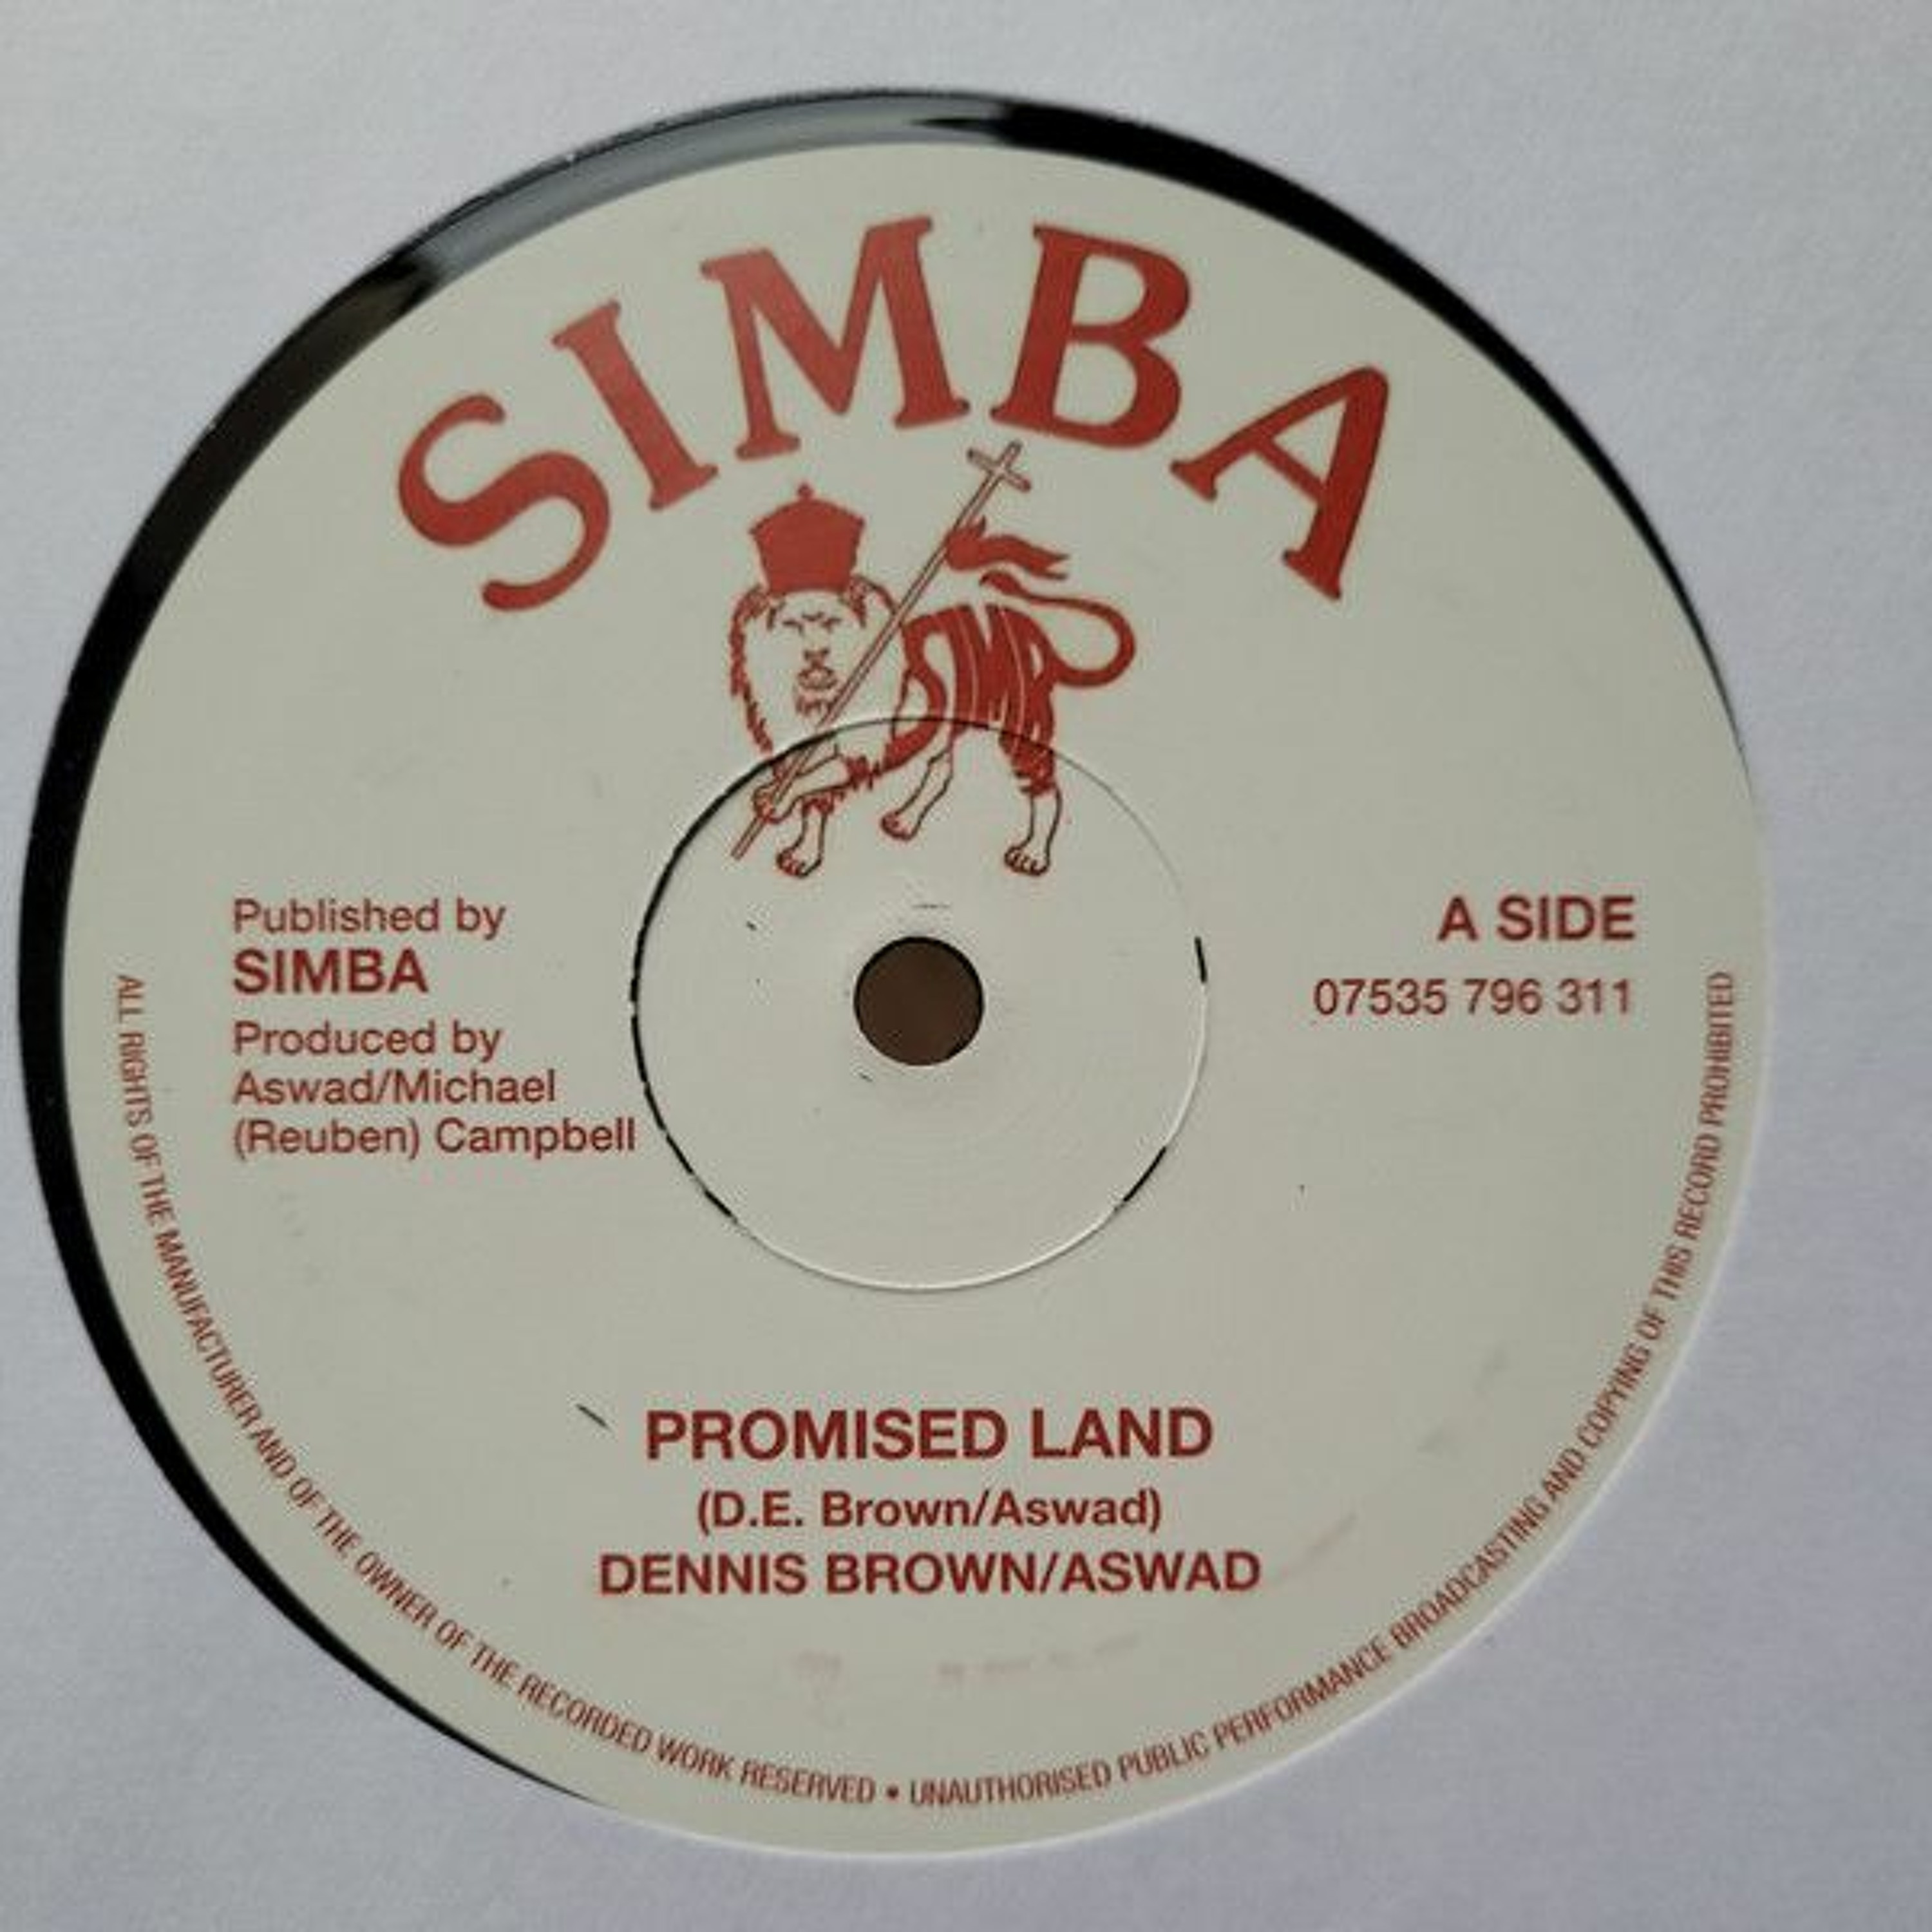 SIMBA
SIMBA
Published by
SIMBA
Produced by
Aswad/Michael
(Reuben) Campbell
A SIDE
07535 796 311
PROMISED LAND
(D.E. Brown/Aswad)
DENNIS BROWN/ASWAD
ALL RIGHTS OF THE MANUFACTURER AND OF THE OWNER OF THE RECORDED WORK RESERVED • UNAUTHORISED PUBLIC PERFORMANCE BROADCASTING AND COPYING OF THIS RECORD PROHIBITED